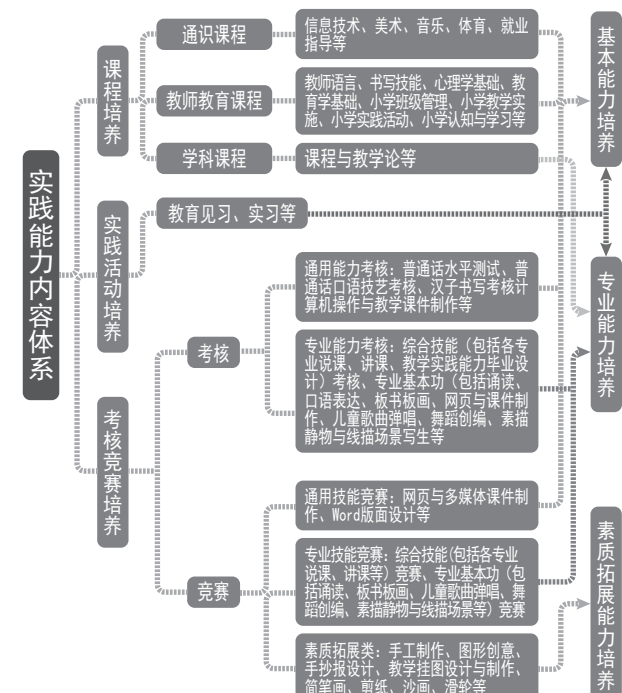 实践能力内容体系
课程培养
通识课程
信息技术、美术、音乐、体育、就业
指导等
教师教育课程
教师语言、书写技能、心理学基础、教
育学基础、小学班级管理、小学教学实
施、小学实践活动、小学认知与学习等
学科课程
课程与教学论等
实践活动培养
教育见习、实习等
考核竞赛培养
考核
通用能力考核：普通话水平测试、普
通话口语技艺考核、汉子书写考核计
算机操作与教学课件制作等
专业能力考核：综合技能（包括各专
业说课、讲课、教学实践能力毕业设
计）考核、专业基本功（包括诵读、
口语表达、板书板画、网页与课件制
作、儿童歌曲弹唱、舞蹈创编、素描
静物与线描场景写生等
竞赛
通用技能竞赛：网页与多媒体课件制
作、Word版面设计等
专业技能竞赛：综合技能(包括各专业
说课、讲课等）竞赛、专业基本功（包
括诵读、板书板画、儿童歌曲弹唱、舞
蹈创编、素描静物与线描场景等）竞赛
素质拓展类：手工制作、图形创意、
手抄报设计、教学挂图设计与制作、
简笔画、剪纸、沙画、滑轮等
基本能力培养
专业能力培养
素质拓展能力培养